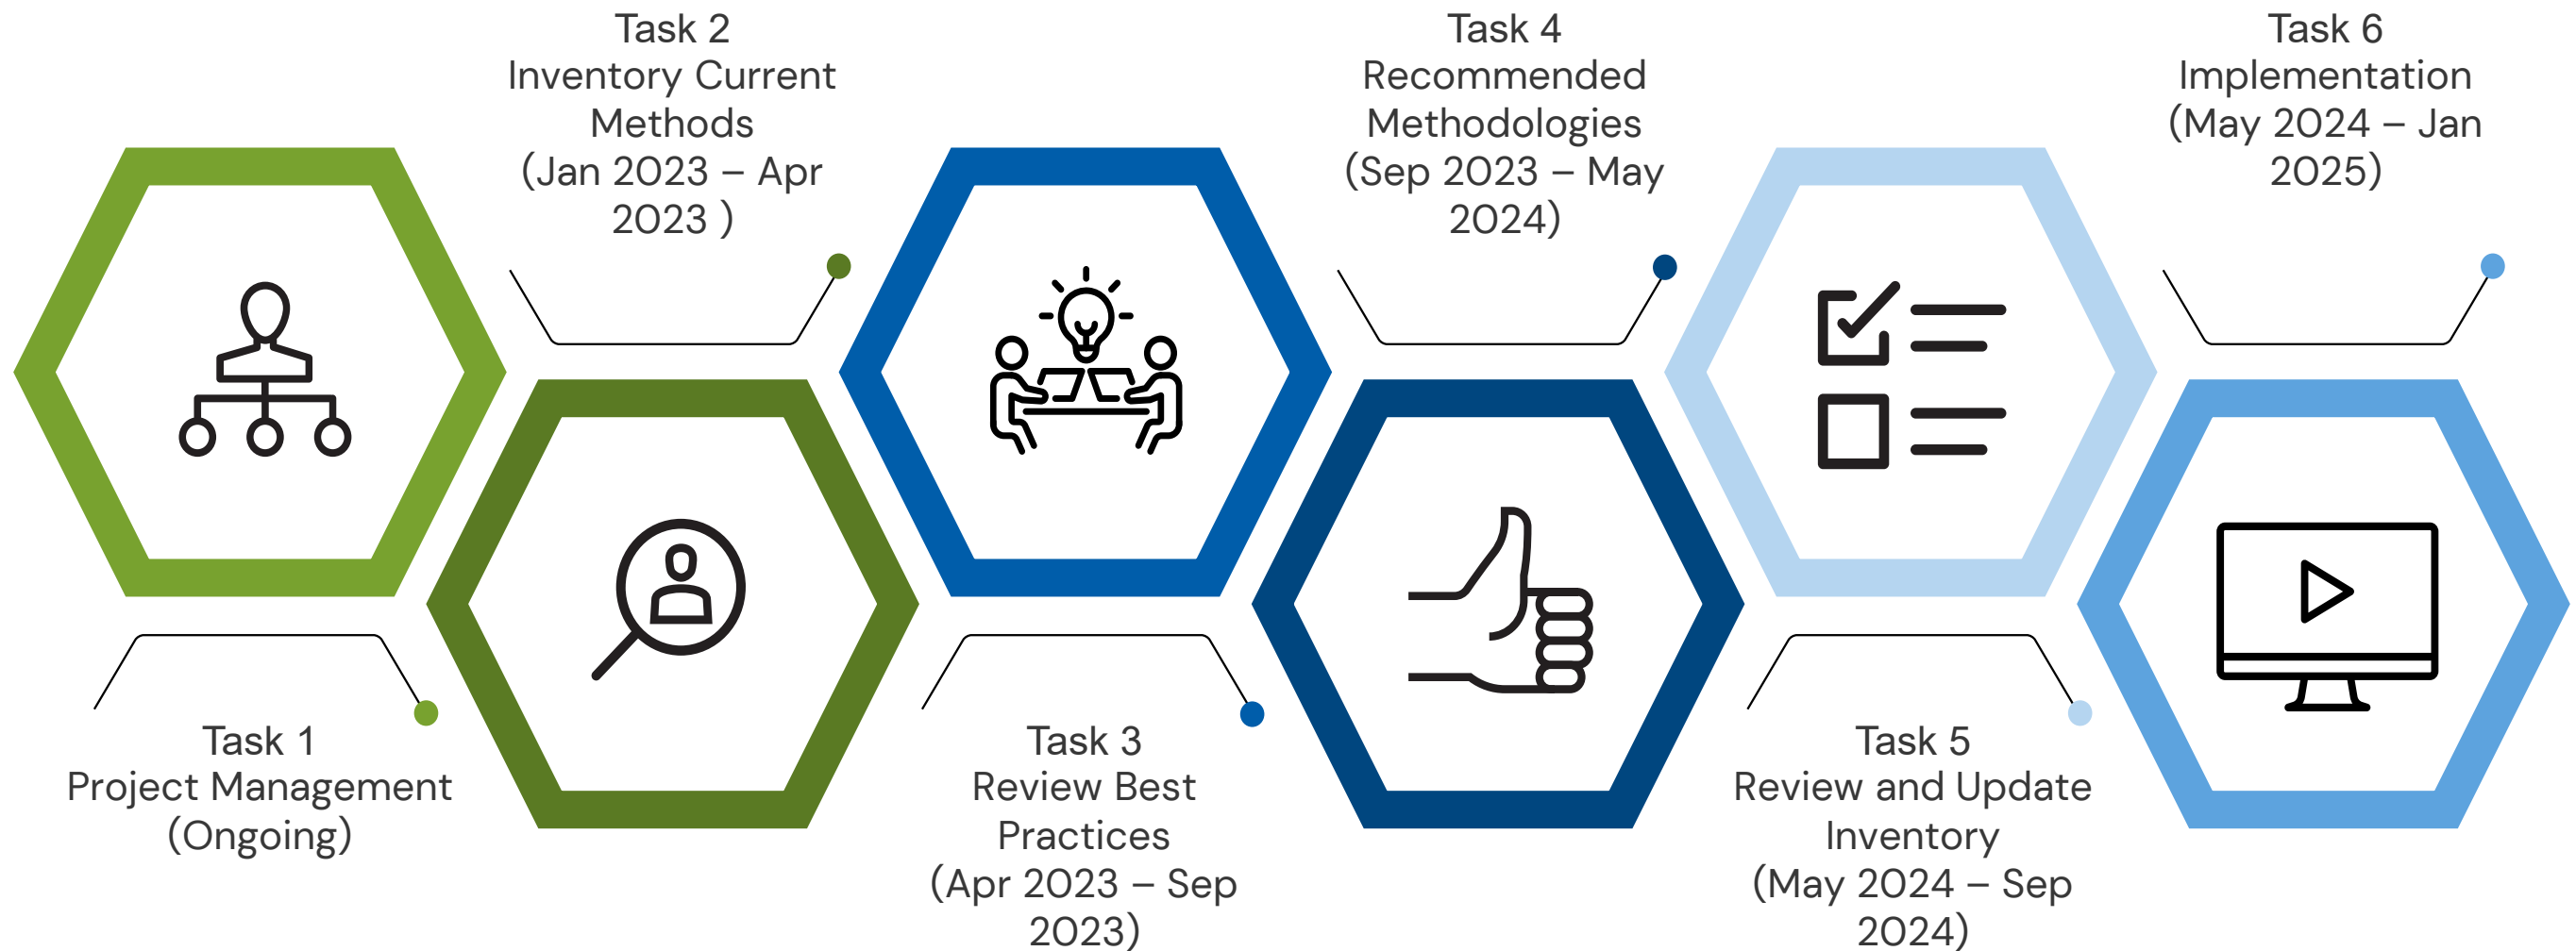 Task 1
Project Management
(Ongoing)
Task 2
Inventory Current
Methods
(Jan 2023 – Apr
2023 )
Task 3
Review Best
Practices
(Apr 2023 – Sep
2023)
Task 4
Recommended
Methodologies
(Sep 2023 – May
2024)
Task 5
Review and Update
Inventory
(May 2024 – Sep
2024)
Task 6
Implementation
(May 2024 – Jan
2025)